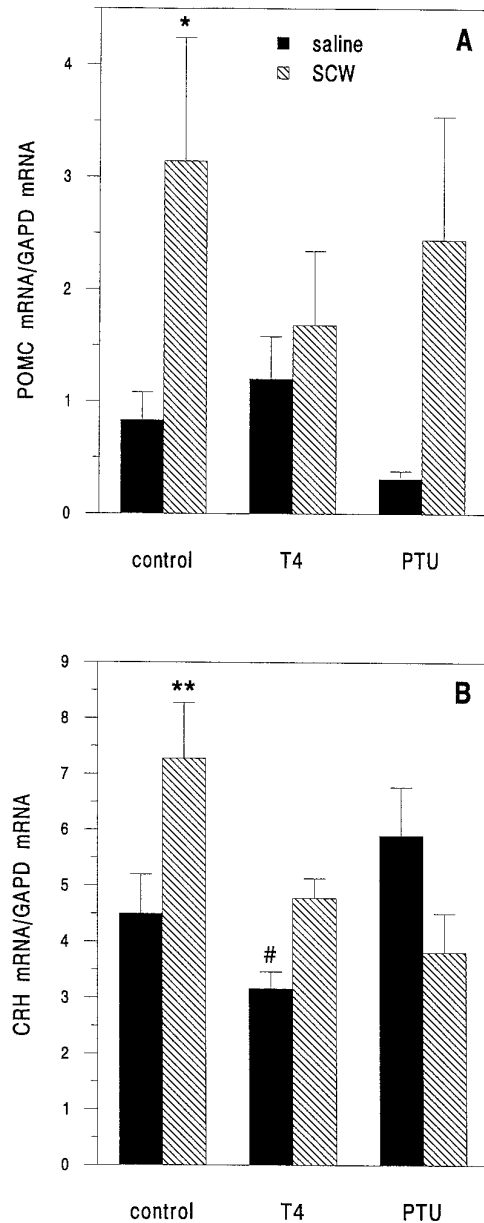 A
*
saline
SCW
POMC mRNA/GAPD mRNA
4
3
2
1
0
control T4 PTU
B
**
#
CRH mRNA/GAPD mRNA
9
8
7
6
5
4
3
2
1
0
control T4 PTU